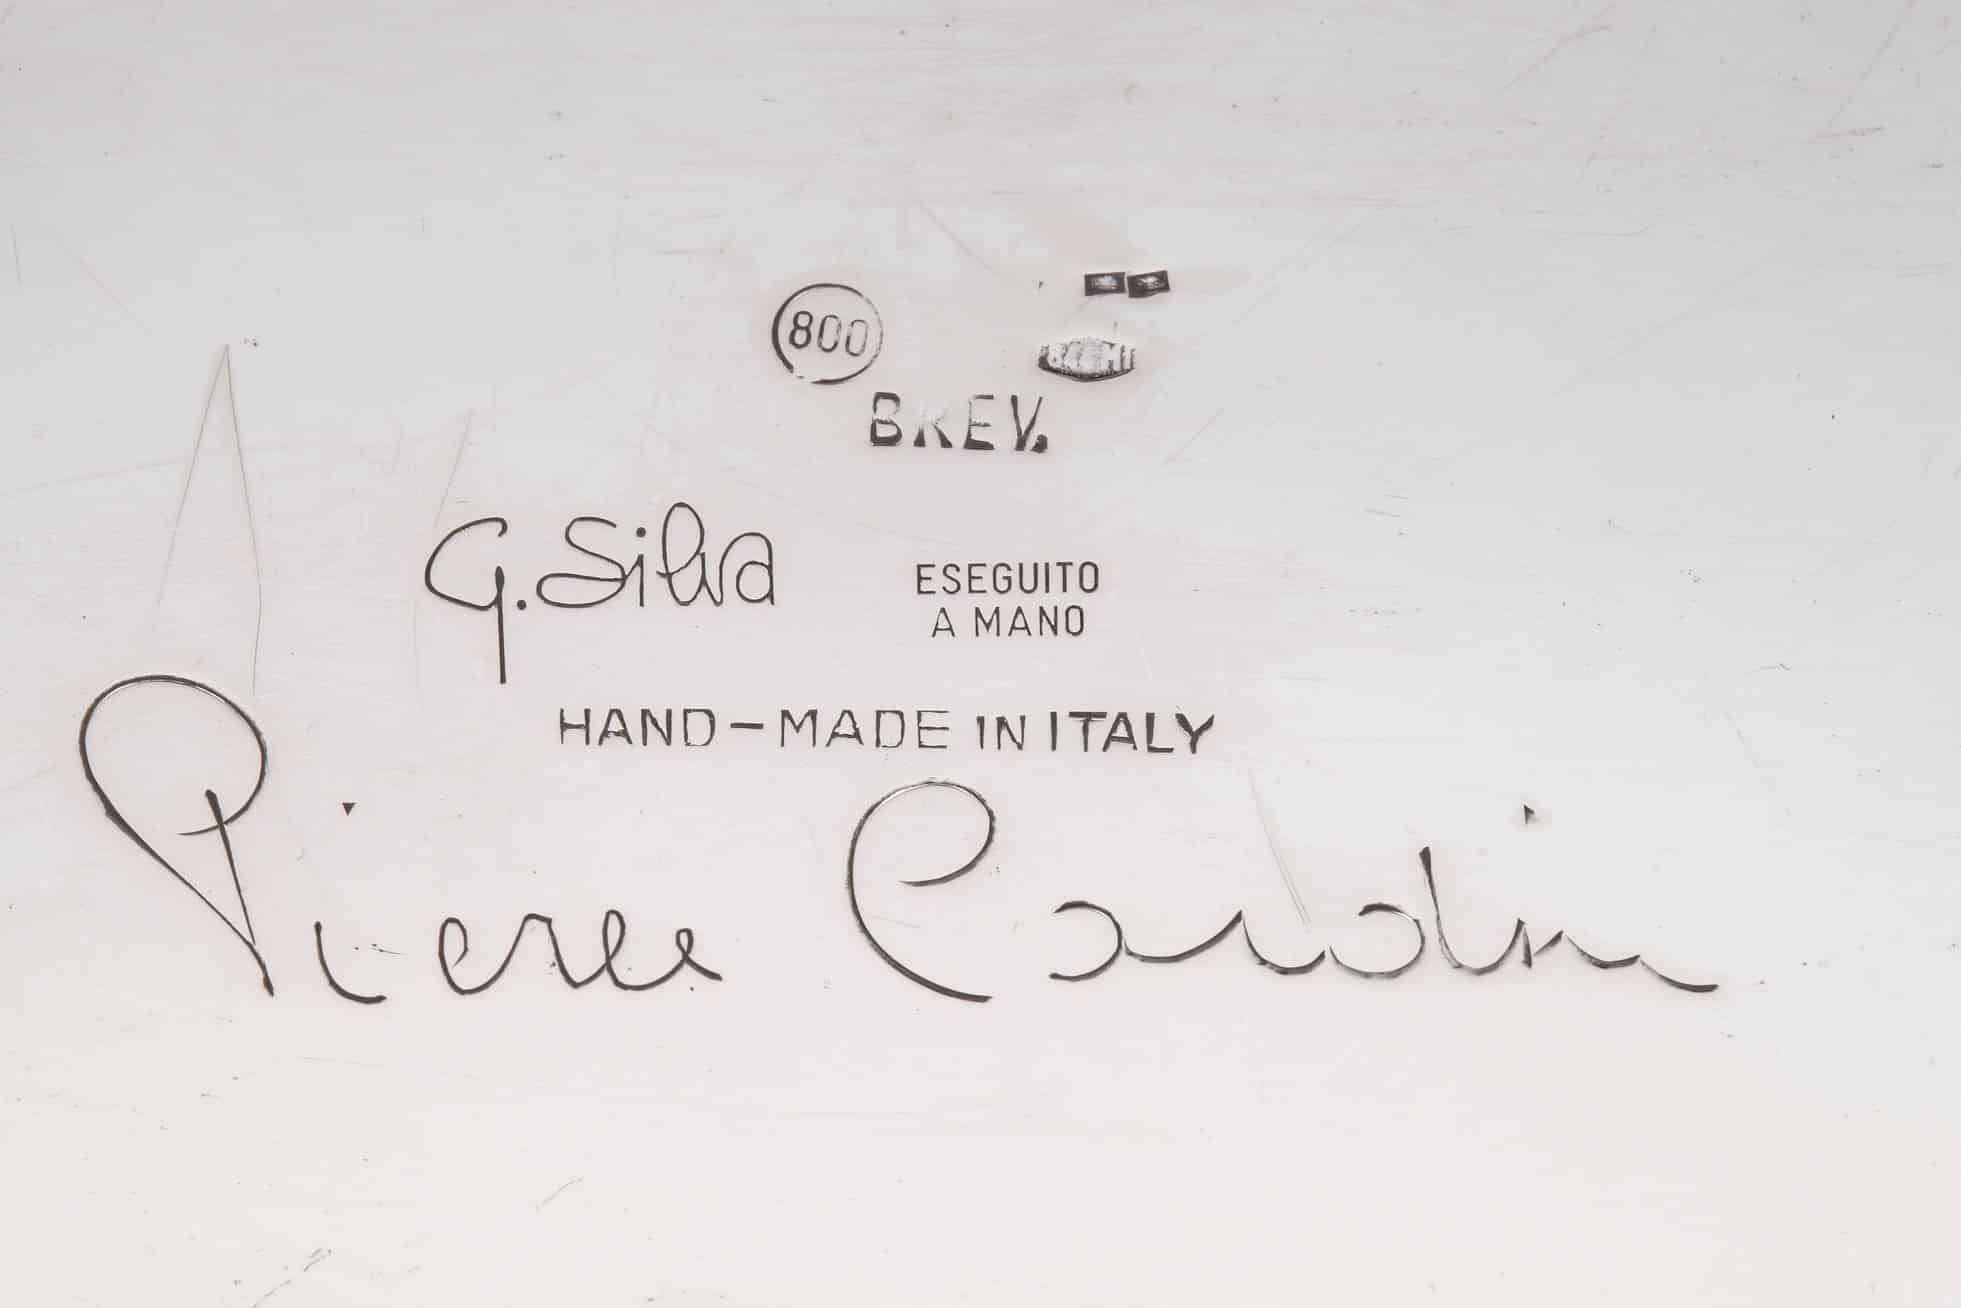 800
BREV.
G. Silva
ESEGUITO
A MANO
HAND-MADE IN ITALY
Pierre Cardin